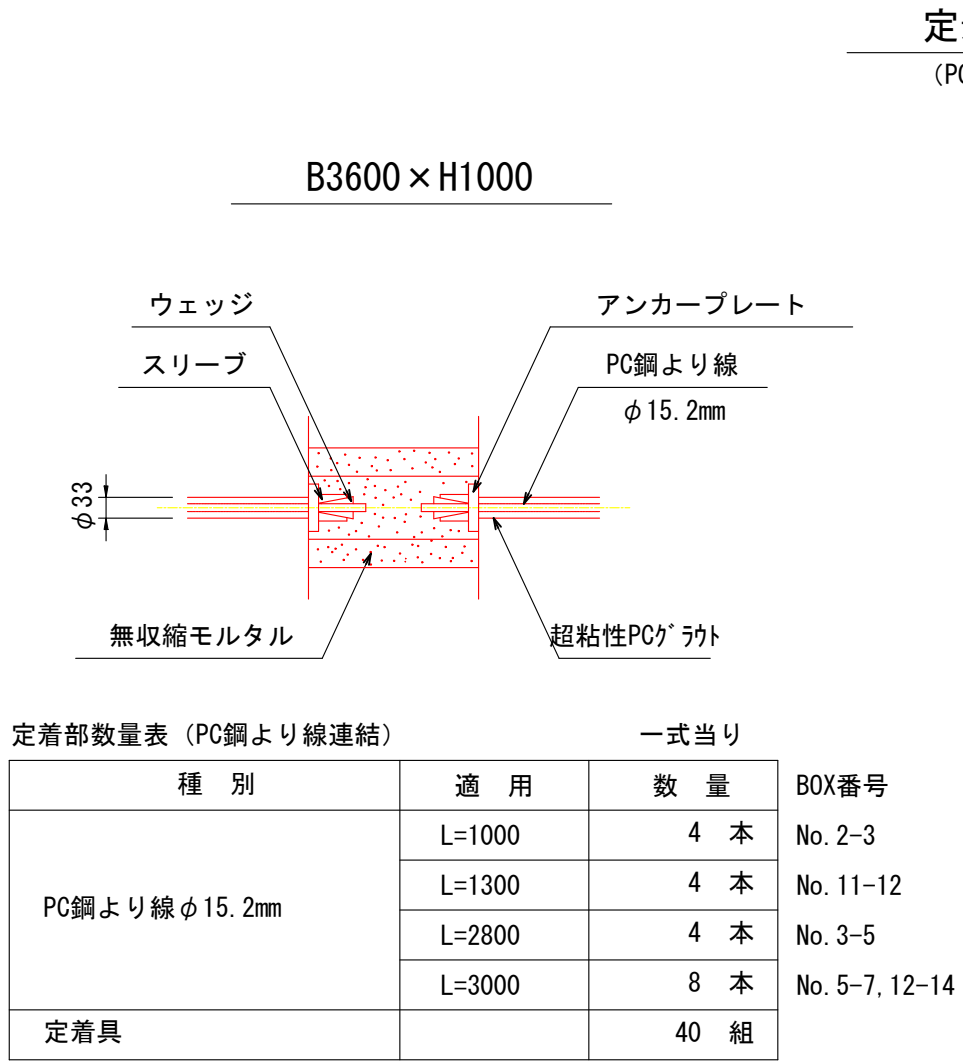 定
(PC
B3600×H1000
ウェッジ
アンカープレート
スリーブ
PC鋼より線
φ15.2mm
φ33
無収縮モルタル
超粘性PCグラウト
定着部数量表（PC鋼より線連結） 一式当り
種 別 適 用 数 量 BOX番号
L=1000 4 本 No.2-3
L=1300 4 本 No.11-12
PC鋼より線φ15.2mm
L=2800 4 本 No.3-5
L=3000 8 本 No.5-7,12-14
定着具 40 組